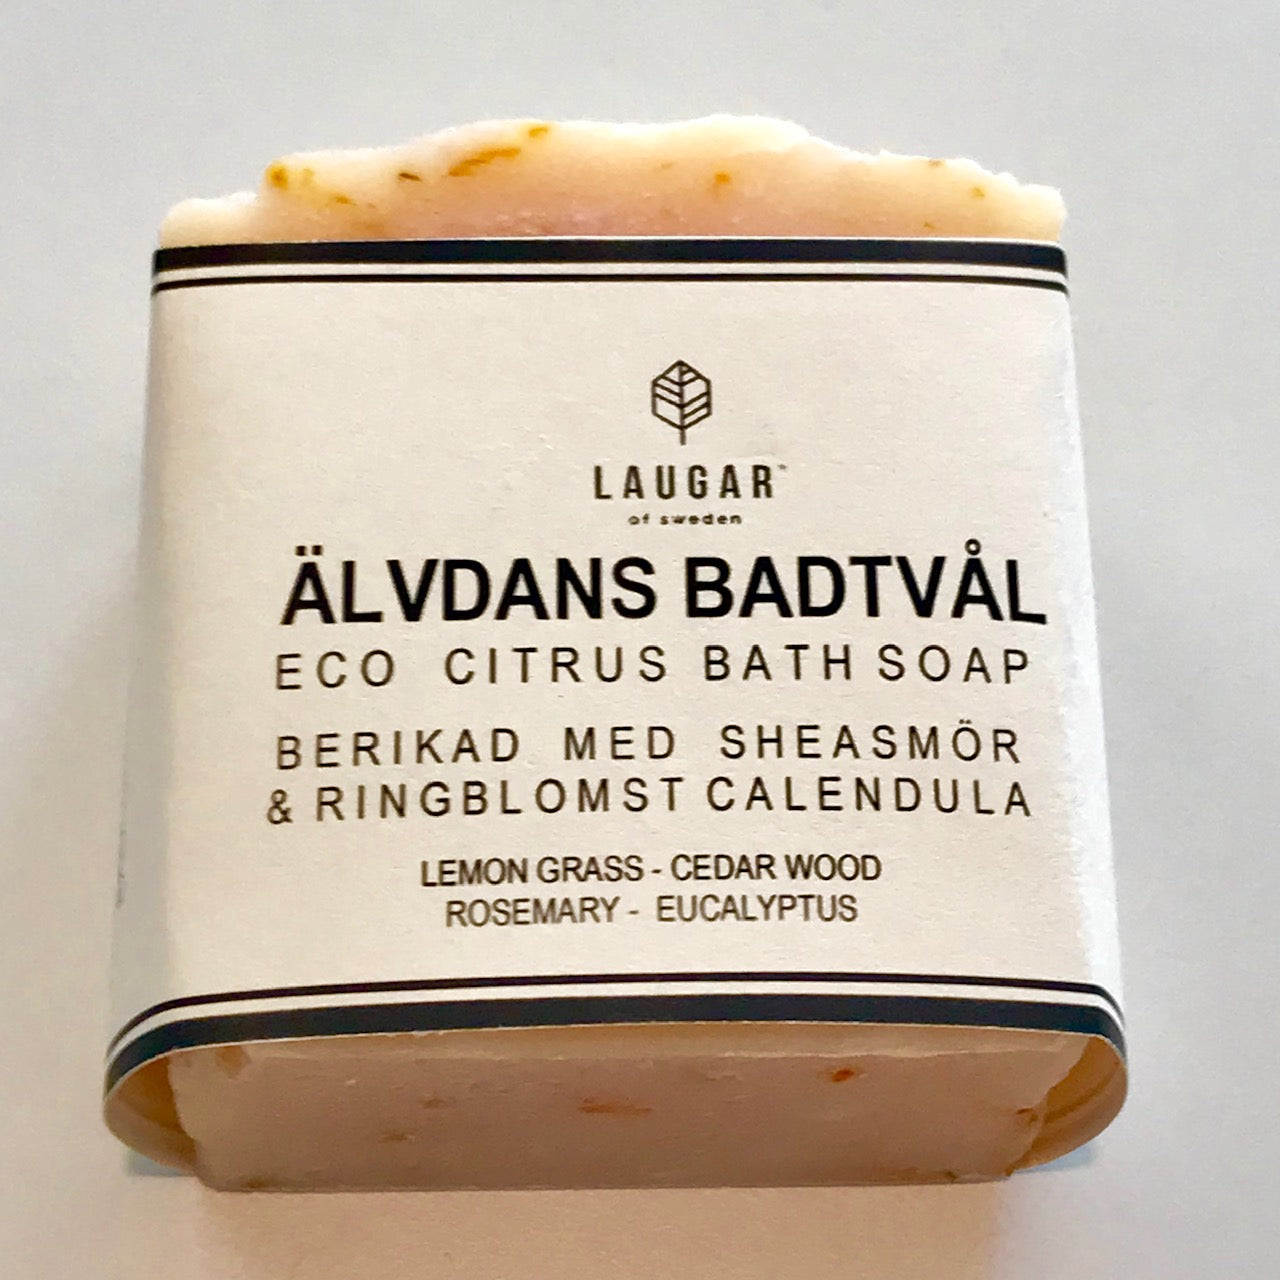 LAUGAR
of sweden
ÄLVDANS BADTVÅL
ECO CITRUS BATH SOAP
BERIKAD MED SHEASMÖR
& RINGBLOMST CALENDULA
LEMON GRASS - CEDAR WOOD
ROSEMARY - EUCALYPTUS